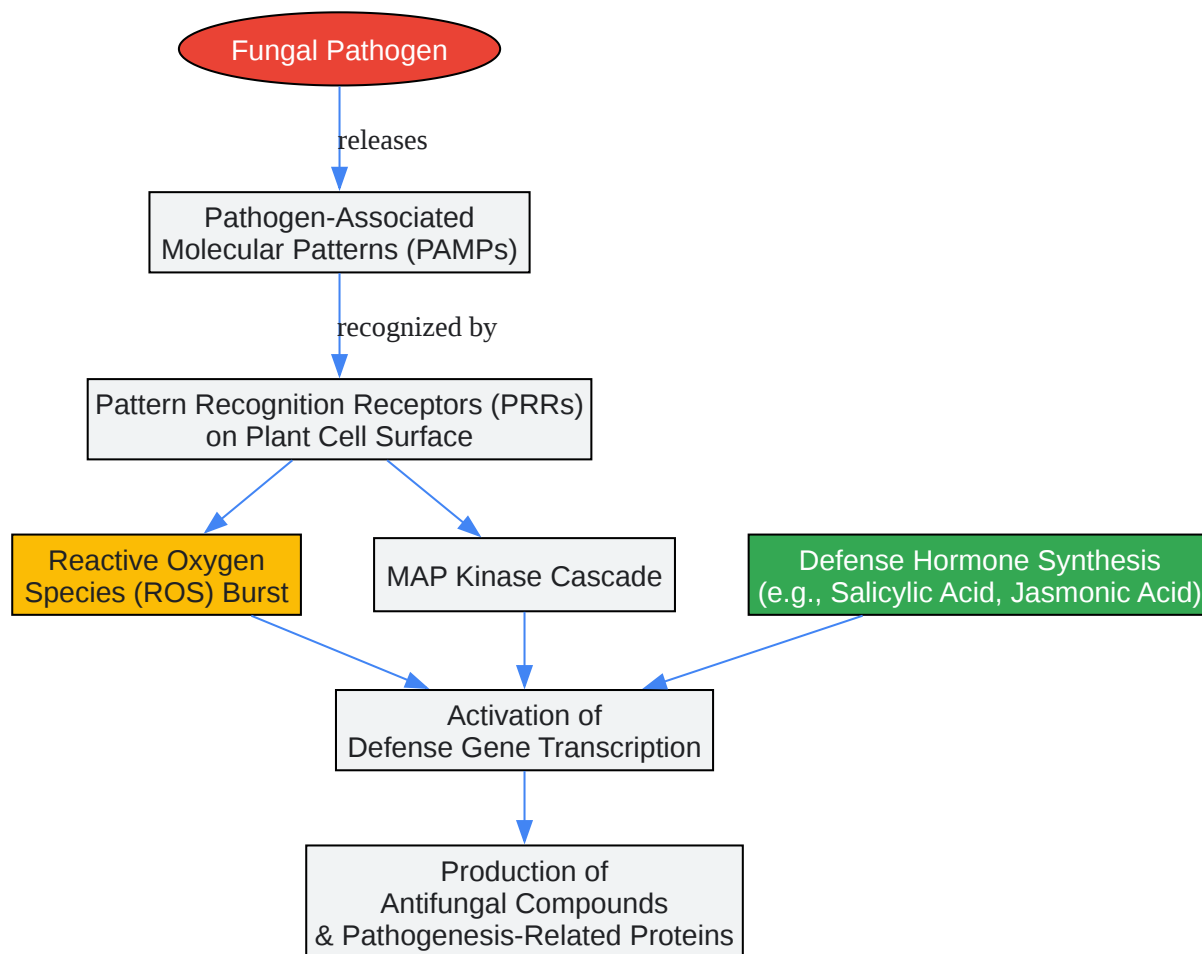 Fungal Pathogen
releases
Pathogen-Associated
Molecular Patterns (PAMPs)
recognized by
Pattern Recognition Receptors (PRRs)
on Plant Cell Surface
Reactive Oxygen
Species (ROS) Burst
MAP Kinase Cascade
Defense Hormone Synthesis
(e.g., Salicylic Acid, Jasmonic Acid)
Activation of
Defense Gene Transcription
Production of
Antifungal Compounds
& Pathogenesis-Related Proteins